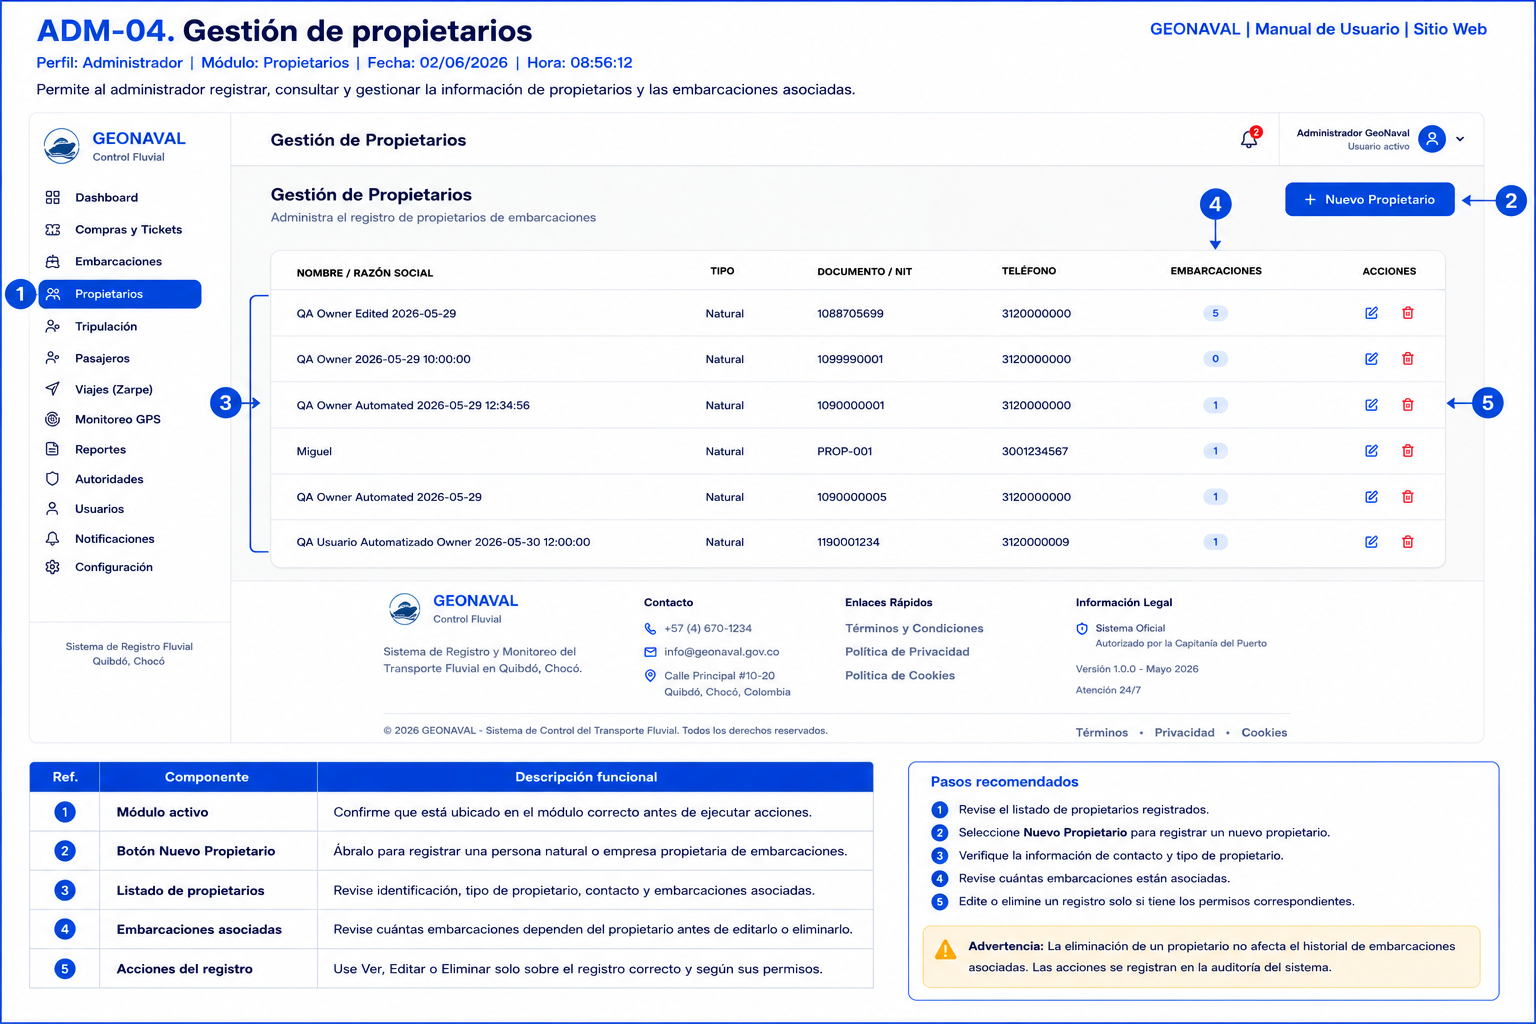 ADM-04. Gestión de propietarios
GEONAVAL | Manual de Usuario | Sitio Web
Perfil: Administrador | Módulo: Propietarios | Fecha: 02/06/2026 | Hora: 08:56:12
Permite al administrador registrar, consultar y gestionar la información de propietarios y las embarcaciones asociadas.
GEONAVAL
Control Fluvial
Dashboard
Compras y Tickets
Embarcaciones
1
Propietarios
Tripulación
Pasajeros
Viajes (Zarpe)
Monitoreo GPS
Reportes
Autoridades
Usuarios
Notificaciones
Configuración
Sistema de Registro Fluvial
Quibdó, Chocó
Gestión de Propietarios
2
Administrador GeoNaval
Usuario activo
Gestión de Propietarios
Administra el registro de propietarios de embarcaciones
4
+ Nuevo Propietario
2
NOMBRE / RAZÓN SOCIAL TIPO DOCUMENTO / NIT TELÉFONO EMBARCACIONES ACCIONES
QA Owner Edited 2026-05-29 Natural 1088705699 3120000000 5
QA Owner 2026-05-29 10:00:00 Natural 1099990001 3120000000 0
3
QA Owner Automated 2026-05-29 12:34:56 Natural 1090000001 3120000000 1
5
Miguel Natural PROP-001 3001234567 1
QA Owner Automated 2026-05-29 Natural 1090000005 3120000000 1
QA Usuario Automatizado Owner 2026-05-30 12:00:00 Natural 1190001234 3120000009 1
GEONAVAL
Control Fluvial
Sistema de Registro y Monitoreo del
Transporte Fluvial en Quibdó, Chocó.
Contacto
+57 (4) 670-1234
info@geonaval.gov.co
Calle Principal #10-20
Quibdó, Chocó, Colombia
Enlaces Rápidos
Términos y Condiciones
Política de Privacidad
Politica de Cookies
Información Legal
Sistema Oficial
Autorizado por la Capitanía del Puerto
Versión 1.0.0 - Mayo 2026
Atención 24/7
© 2026 GEONAVAL - Sistema de Control del Transporte Fluvial. Todos los derechos reservados.
Términos • Privacidad • Cookies
Ref. Componente Descripción funcional
1 Módulo activo Confirme que está ubicado en el módulo correcto antes de ejecutar acciones.
2 Botón Nuevo Propietario Ábralo para registrar una persona natural o empresa propietaria de embarcaciones.
3 Listado de propietarios Revise identificación, tipo de propietario, contacto y embarcaciones asociadas.
4 Embarcaciones asociadas Revise cuántas embarcaciones dependen del propietario antes de editarlo o eliminarlo.
5 Acciones del registro Use Ver, Editar o Eliminar solo sobre el registro correcto y según sus permisos.
Pasos recomendados
1 Revise el listado de propietarios registrados.
2 Seleccione Nuevo Propietario para registrar un nuevo propietario.
3 Verifique la información de contacto y tipo de propietario.
4 Revise cuántas embarcaciones están asociadas.
5 Edite o elimine un registro solo si tiene los permisos correspondientes.
Advertencia: La eliminación de un propietario no afecta el historial de embarcaciones
asociadas. Las acciones se registran en la auditoría del sistema.